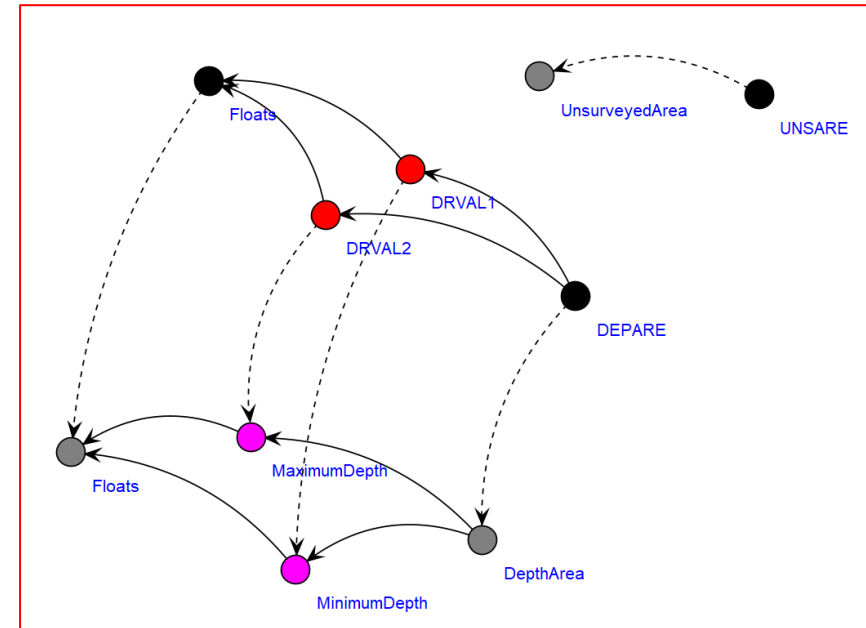 Floats
UnsurveyedArea
UNSARE
DRVAL1
DRVAL2
DEPARE
MaximumDepth
Floats
DepthArea
MinimumDepth